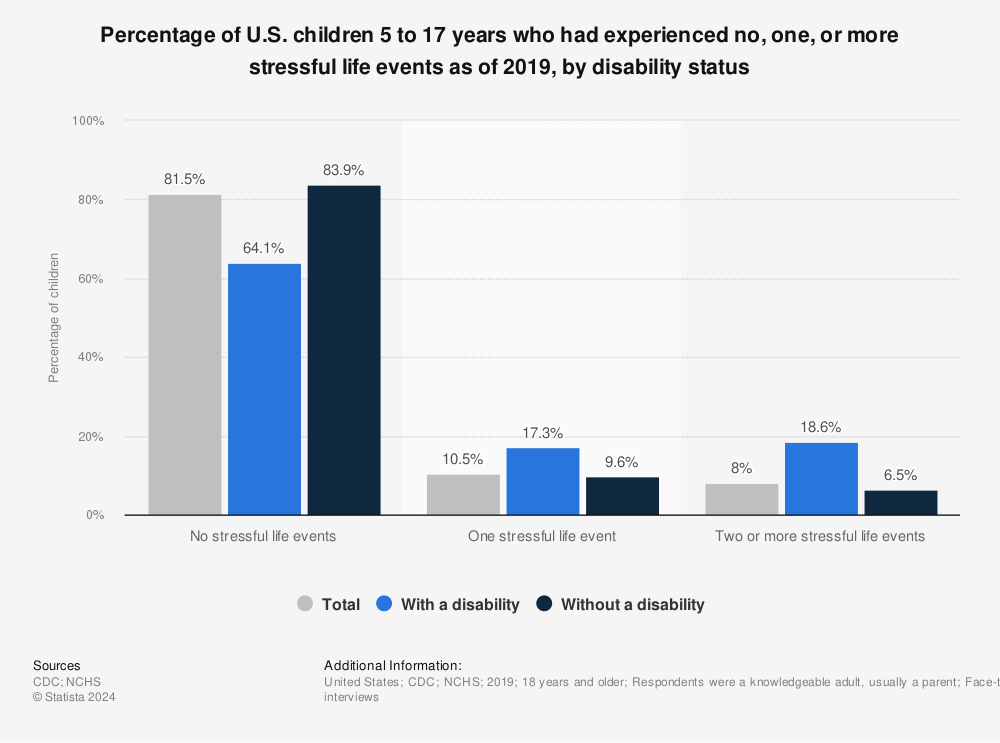 Percentage of U.S. children 5 to 17 years who had experienced no, one, or more
stressful life events as of 2019, by disability status
100%
80%
60%
40%
20%
0%
Percentage of children
81.5%
64.1%
83.9%
10.5%
17.3%
9.6%
8%
18.6%
6.5%
No stressful life events
One stressful life event
Two or more stressful life events
Total
With a disability
Without a disability
Sources
CDC; NCHS
© Statista 2024
Additional Information:
United States; CDC; NCHS; 2019; 18 years and older; Respondents were a knowledgeable adult, usually a parent; Face-t
interviews